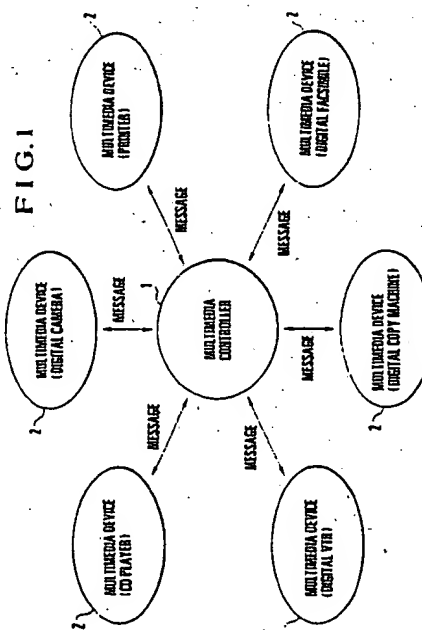 FIG.1
2
MULTIMEDIA DEVICE
(CD PLAYER)
2
MULTIMTDIA DEVICE
(DIGITAL CAMERA)
2
MULTIMEDIA DEVICE
(PRINTER)
MESSAGE
MESSAGE
MESSAGE
1
MULTIMEDIA
CONTROLLER
MESSAGE
MESSAGE
MESSAGE
2
MULTIMEDIA DEVICE
(DIGITAL VTR)
2
MULTIMEDIA DEVICE
(DIGITAL COPY MACHINE)
2
MULTIMEDIA DEVICE
(DIGITAL FACSIMILE)